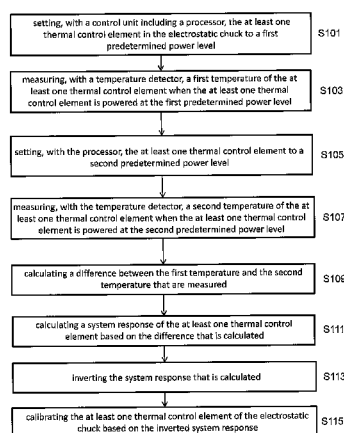 setting, with a control unit including a processor, the at least one
thermal control element in the electrostatic chuck to a first
predetermined power level
S101
measuring, with a temperature detector, a first temperature of the at
least one thermal control element when the at least one thermal
control element is powered at the first predetermined power level
S103
setting, with the processor, the at least one thermal control element to a
second predetermined power level
S105
measuring, with the temperature detector, a second temperature of the at
least one thermal control element when the at least one thermal control
element is powered at the second predetermined power level
S107
calculating a difference between the first temperature and the second
temperature that are measured
S109
calculating a system response of the at least one thermal control
element based on the difference that is calculated
S111
inverting the system response that is calculated
S113
calibrating the at least one thermal control element of the electrostatic
chuck based on the inverted system response
S115